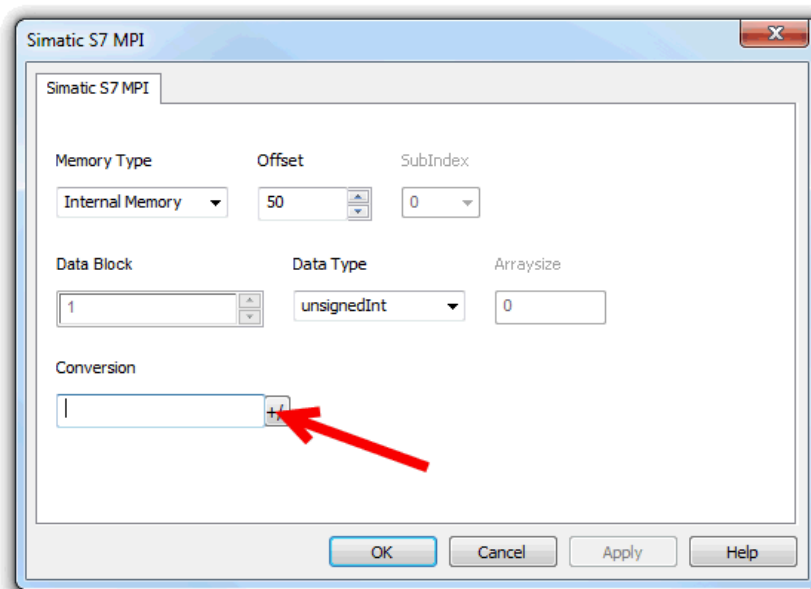 Simatic S7 MPI
Simatic S7 MPI
Memory Type Offset SubIndex
Internal Memory 50 0
Data Block Data Type Arraysize
1 unsignedInt 0
Conversion
+/
OK Cancel Apply Help